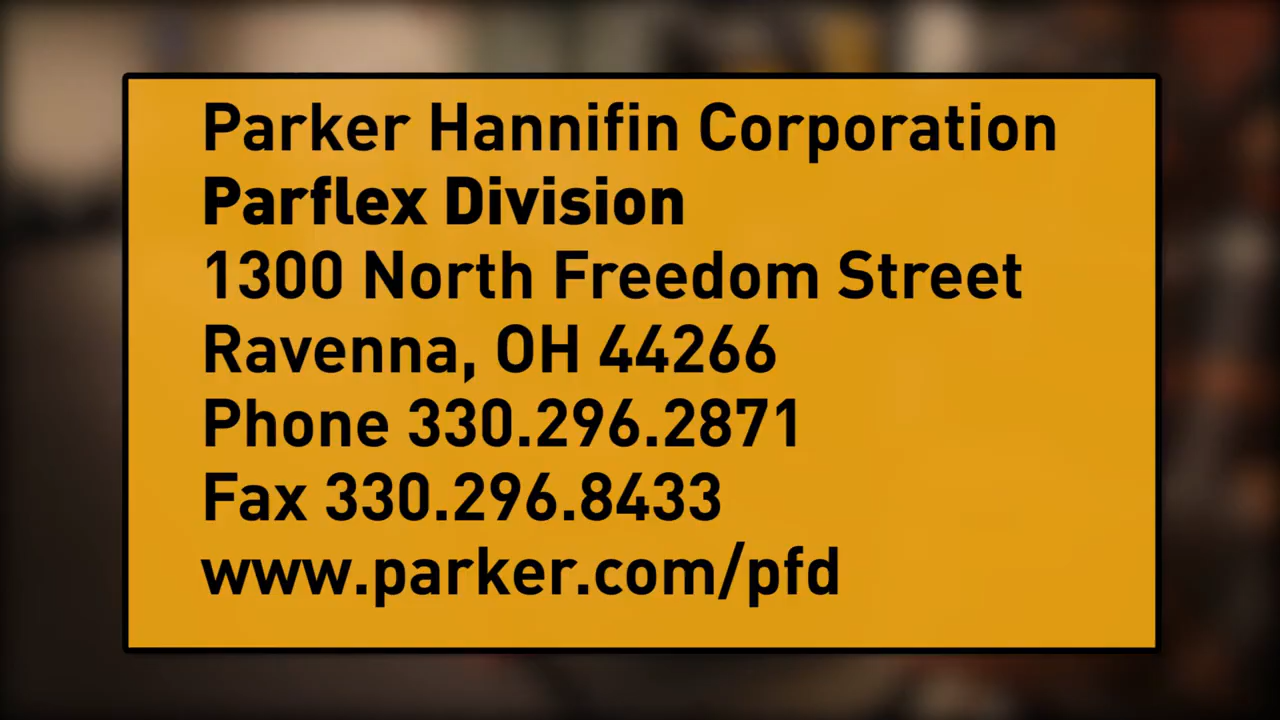 Parker Hannifin Corporation
Parflex Division
1300 North Freedom Street
Ravenna, OH 44266
Phone 330.296.2871
Fax 330.296.8433
www.parker.com/pfd